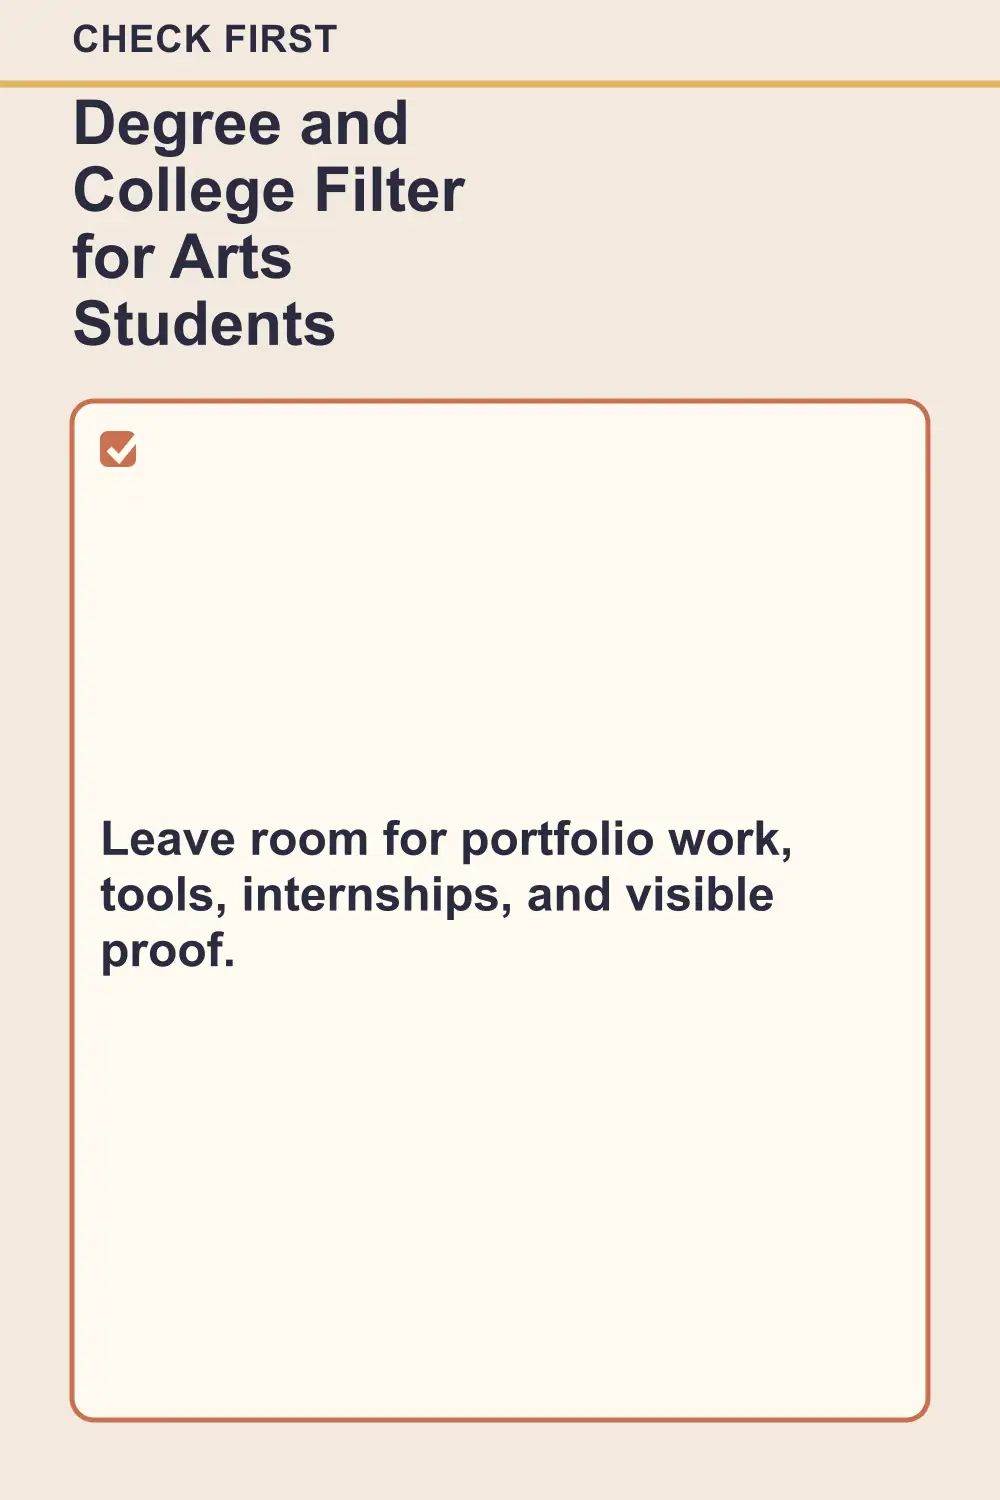 CHECK FIRST
Degree and
College Filter
for Arts
Students
Leave room for portfolio work,
tools, internships, and visible
proof.